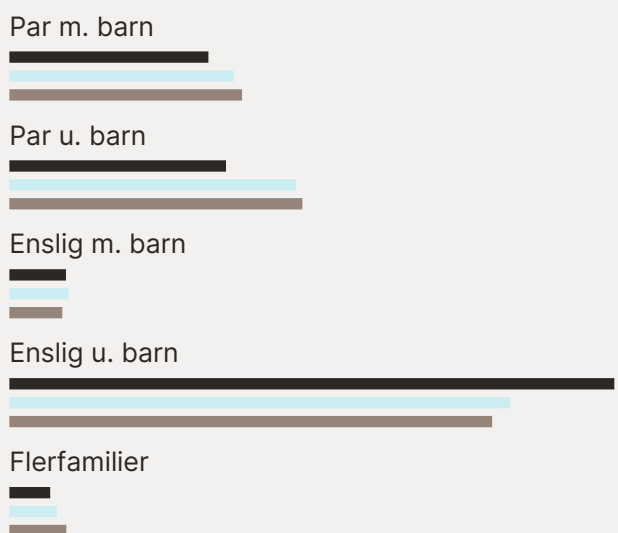 Par m. barn
Par u. barn
Enslig m. barn
Enslig u. barn
Flerfamilier